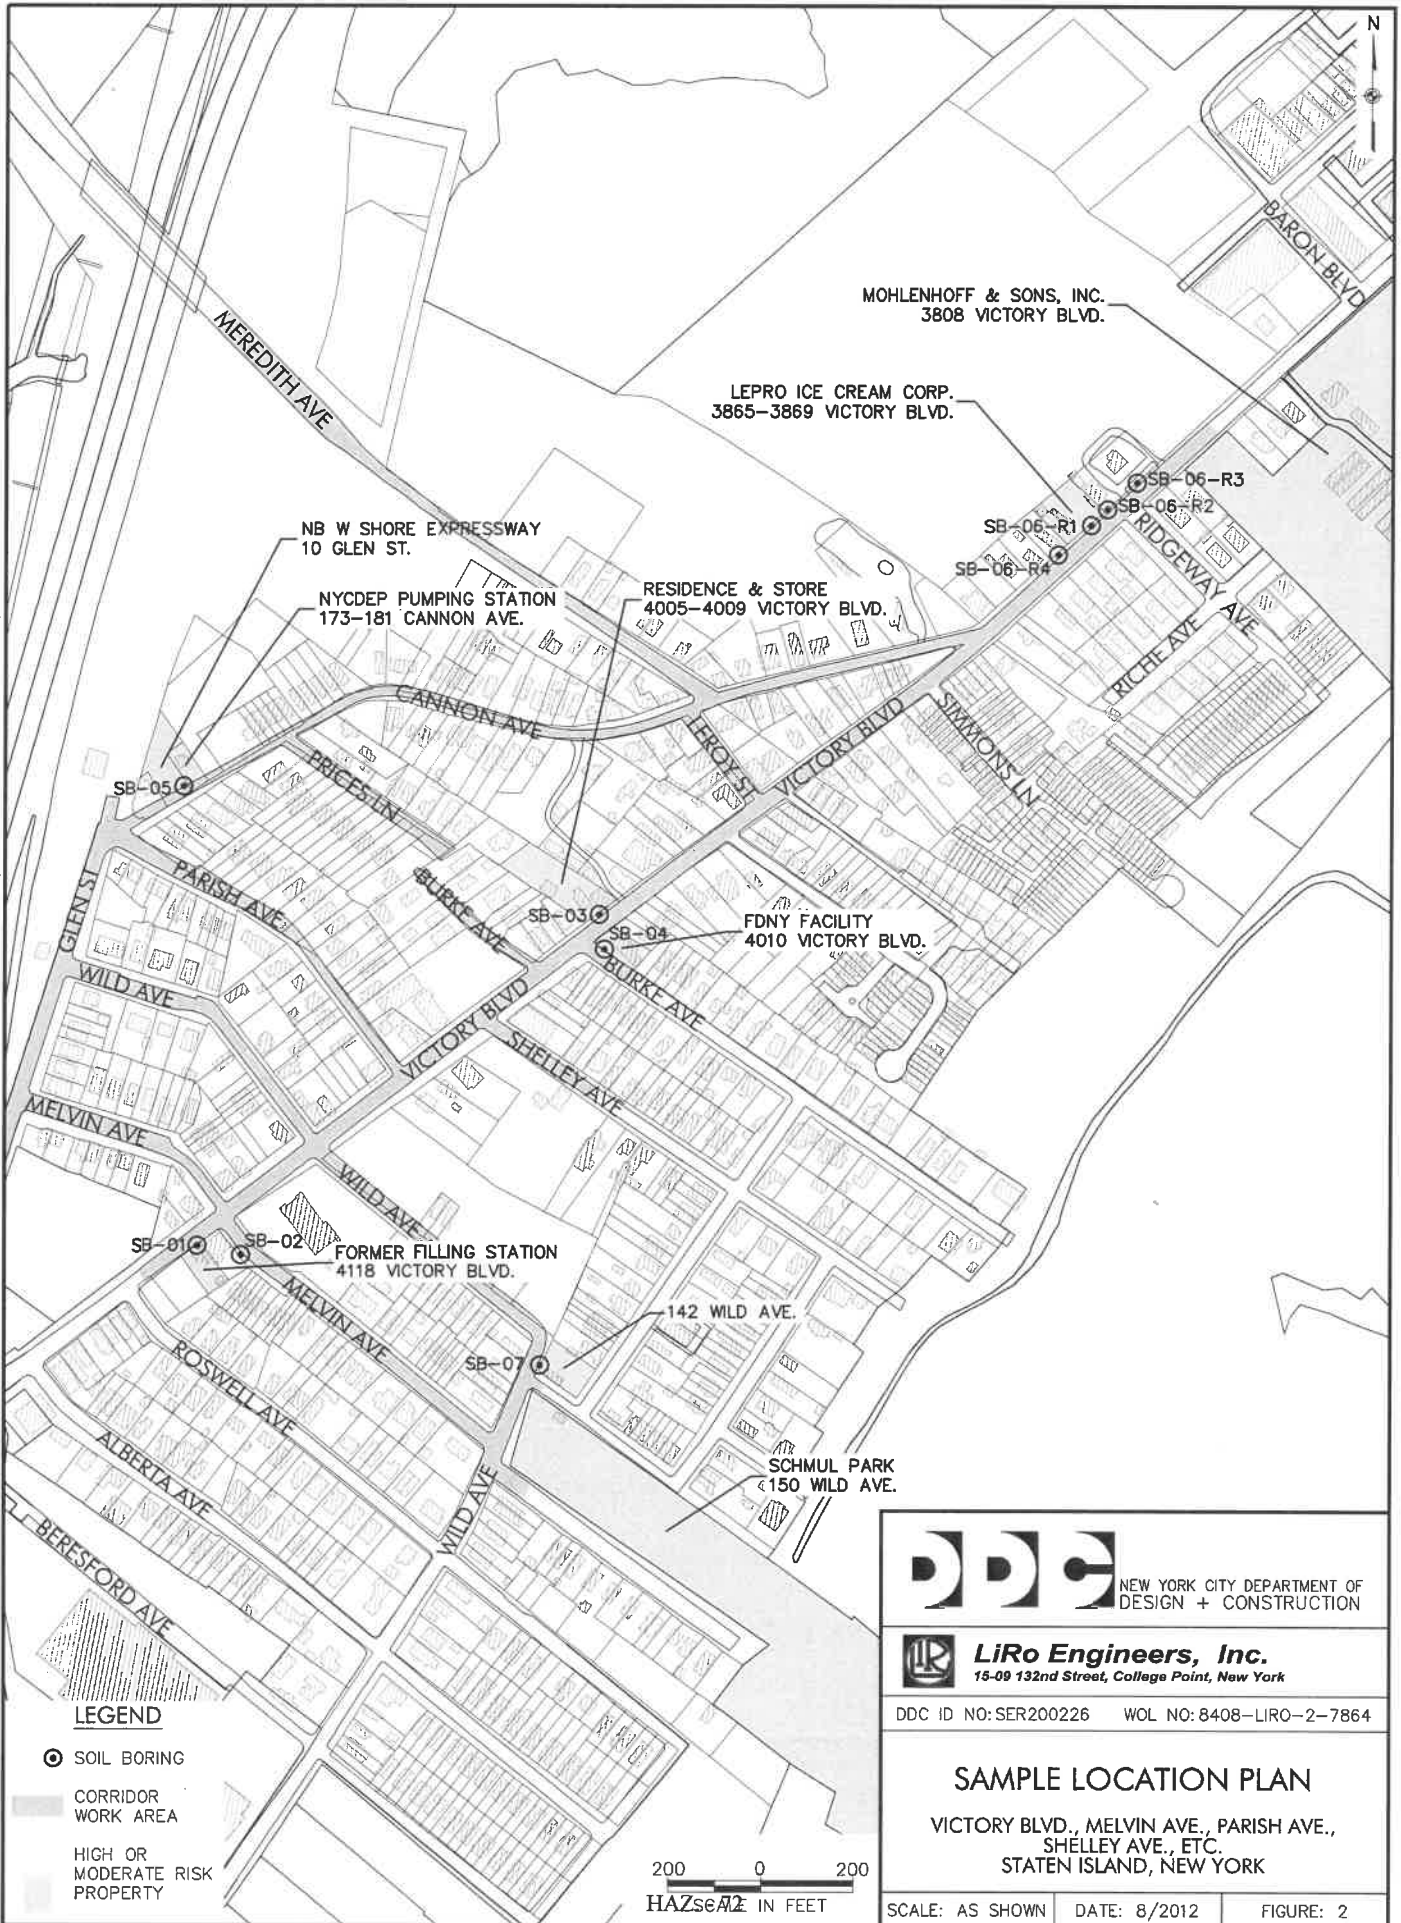 N
BARON BLVD
MOHLENHOFF & SONS, INC.
3808 VICTORY BLVD.
MEREDITH AVE
LEPRO ICE CREAM CORP.
3865-3869 VICTORY BLVD.
SB-06-R3
SB-06-R2
SB-06-R1
SB-06-R4
RIDGEWAY AVE
RICHE AVE
NB W SHORE EXPRESSWAY
10 GLEN ST.
NYCDEP PUMPING STATION
173-181 CANNON AVE.
RESIDENCE & STORE
4005-4009 VICTORY BLVD.
CANNON AVE
LEROY ST
VICTORY BLVD
SIMMONS LN
PRICES LN
SB-05
GLEN ST
PARISH AVE
BURKE AVE
SB-03
SB-04
FDNY FACILITY
4010 VICTORY BLVD.
BURKE AVE
WILD AVE
VICTORY BLVD
SHELLEY AVE
MELVIN AVE
WILD AVE
SB-01
SB-02
FORMER FILLING STATION
4118 VICTORY BLVD.
MELVIN AVE
142 WILD AVE.
SB-07
ROSWELL AVE
ALBERTA AVE
WILD AVE
SCHMUL PARK
150 WILD AVE.
BERESFORD AVE
LEGEND
SOIL BORING
CORRIDOR
WORK AREA
HIGH OR
MODERATE RISK
PROPERTY
200 0 200
SCALE IN FEET
HAZ - 72
DDC
NEW YORK CITY DEPARTMENT OF
DESIGN + CONSTRUCTION
LiRo Engineers, Inc.
15-09 132nd Street, College Point, New York
DDC ID NO: SER200226 WOL NO: 8408-LIRO-2-7864
SAMPLE LOCATION PLAN
VICTORY BLVD., MELVIN AVE., PARISH AVE.,
SHELLEY AVE., ETC.
STATEN ISLAND, NEW YORK
SCALE: AS SHOWN DATE: 8/2012 FIGURE: 2